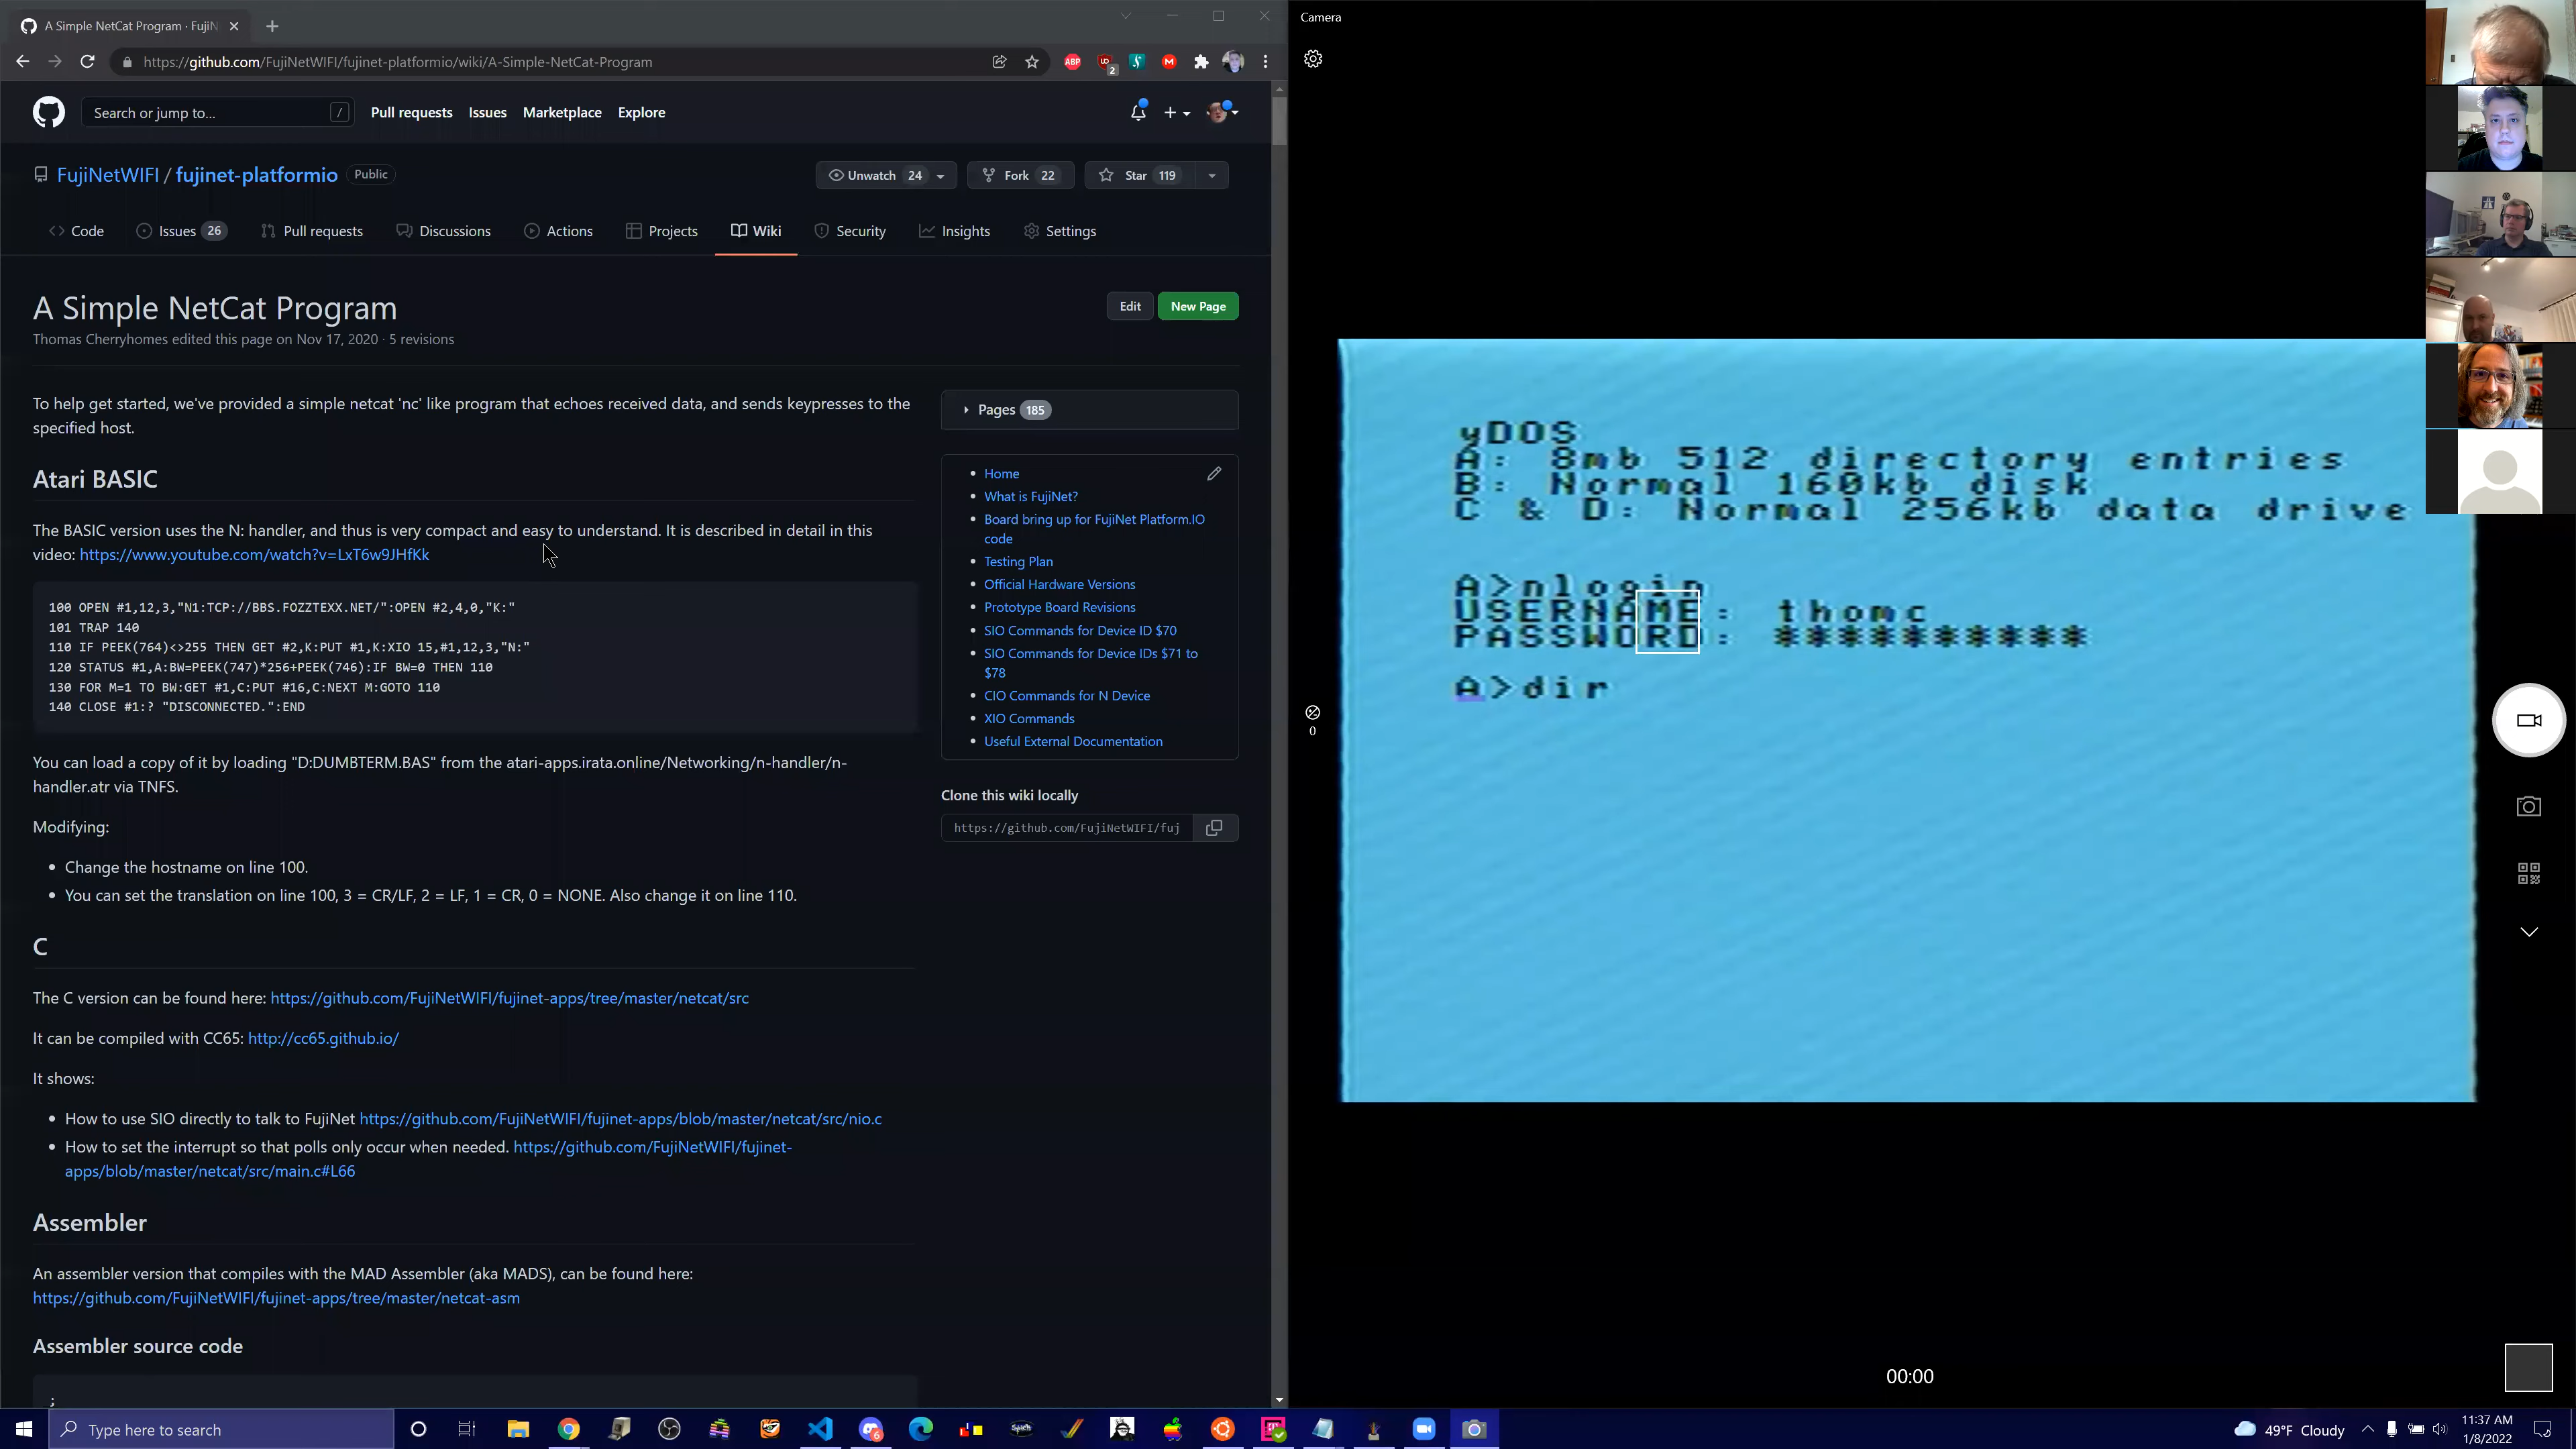 A Simple NetCat Program · FujiN
https://github.com/FujiNetWIFI/fujinet-platformio/wiki/A-Simple-NetCat-Program
ABP
2
M
Search or jump to...
/
Pull requests Issues Marketplace Explore
FujiNetWIFI / fujinet-platformio Public
Unwatch 24
Fork 22
Star 119
Code
Issues 26
Pull requests
Discussions
Actions
Projects
Wiki
Security
Insights
Settings
A Simple NetCat Program
Edit
New Page
Thomas Cherryhomes edited this page on Nov 17, 2020 · 5 revisions
To help get started, we've provided a simple netcat 'nc' like program that echoes received data, and sends keypresses to the
specified host.
Atari BASIC
The BASIC version uses the N: handler, and thus is very compact and easy to understand. It is described in detail in this
video: https://www.youtube.com/watch?v=LxT6w9JHfKk
100 OPEN #1,12,3,"N1:TCP://BBS.FOZZTEXX.NET/":OPEN #2,4,0,"K:"
101 TRAP 140
110 IF PEEK(764)<>255 THEN GET #2,K:PUT #1,K:XIO 15,#1,12,3,"N:"
120 STATUS #1,A:BW=PEEK(747)*256+PEEK(746):IF BW=0 THEN 110
130 FOR M=1 TO BW:GET #1,C:PUT #16,C:NEXT M:GOTO 110
140 CLOSE #1:? "DISCONNECTED.":END
You can load a copy of it by loading "D:DUMBTERM.BAS" from the atari-apps.irata.online/Networking/n-handler/n-
handler.atr via TNFS.
Modifying:
Change the hostname on line 100.
You can set the translation on line 100, 3 = CR/LF, 2 = LF, 1 = CR, 0 = NONE. Also change it on line 110.
C
The C version can be found here: https://github.com/FujiNetWIFI/fujinet-apps/tree/master/netcat/src
It can be compiled with CC65: http://cc65.github.io/
It shows:
How to use SIO directly to talk to FujiNet https://github.com/FujiNetWIFI/fujinet-apps/blob/master/netcat/src/nio.c
How to set the interrupt so that polls only occur when needed. https://github.com/FujiNetWIFI/fujinet-
apps/blob/master/netcat/src/main.c#L66
Assembler
An assembler version that compiles with the MAD Assembler (aka MADS), can be found here:
https://github.com/FujiNetWIFI/fujinet-apps/tree/master/netcat-asm
Assembler source code
;
Pages 185
Home
What is FujiNet?
Board bring up for FujiNet Platform.IO
code
Testing Plan
Official Hardware Versions
Prototype Board Revisions
SIO Commands for Device ID $70
SIO Commands for Device IDs $71 to
$78
CIO Commands for N Device
XIO Commands
Useful External Documentation
Clone this wiki locally
https://github.com/FujiNetWIFI/fuj
Camera
0
yDOS
A: 8mb 512 directory entries
B: Normal 160kb disk
C & D: Normal 256kb data drive
A>nlogin
USERNAME: thomc
PASSWORD: **********
A>dir
00:00
Type here to search
6
49°F Cloudy
11:37 AM
1/8/2022